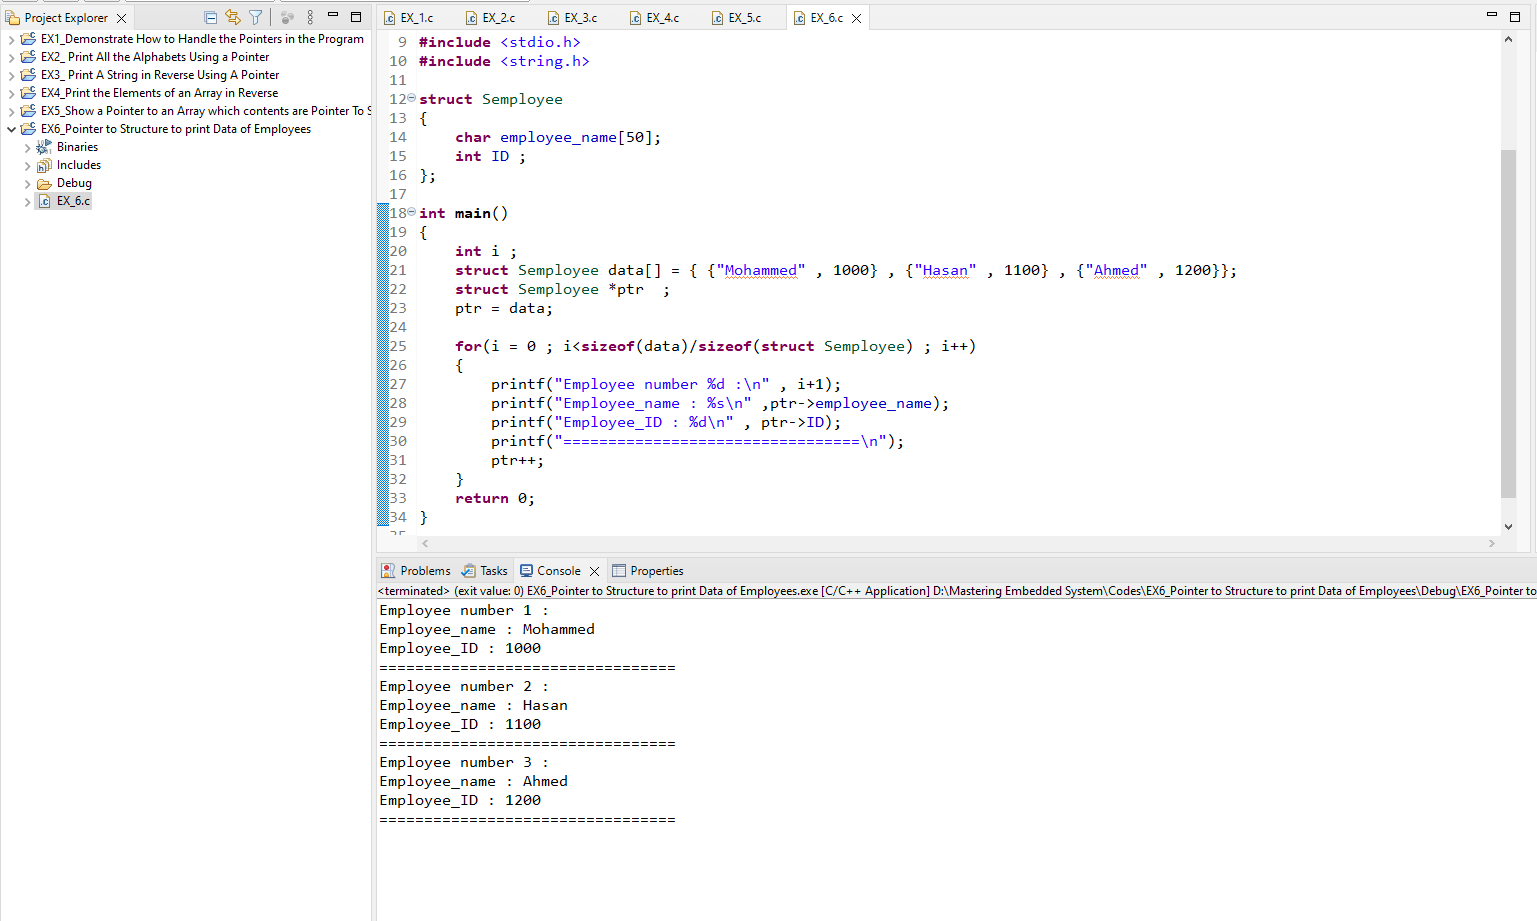 Project Explorer
EX1_Demonstrate How to Handle the Pointers in the Program
EX2_ Print All the Alphabets Using a Pointer
EX3_ Print A String in Reverse Using A Pointer
EX4_Print the Elements of an Array in Reverse
EX5_Show a Pointer to an Array which contents are Pointer To S
EX6_Pointer to Structure to print Data of Employees
Binaries
Includes
Debug
EX_6.c
EX_1.c EX_2.c EX_3.c EX_4.c EX_5.c EX_6.c
9 #include <stdio.h>
10 #include <string.h>
11
12 struct Semployee
13 {
14     char employee_name[50];
15     int ID ;
16 };
17
18 int main()
19 {
20     int i ;
21     struct Semployee data[] = { {"Mohammed" , 1000} , {"Hasan" , 1100} , {"Ahmed" , 1200}};
22     struct Semployee *ptr  ;
23     ptr = data;
24
25     for(i = 0 ; i<sizeof(data)/sizeof(struct Semployee) ; i++)
26     {
27         printf("Employee number %d :\n" , i+1);
28         printf("Employee_name : %s\n" ,ptr->employee_name);
29         printf("Employee_ID : %d\n" , ptr->ID);
30         printf("=================================\n");
31         ptr++;
32     }
33     return 0;
34 }
35
Problems Tasks Console Properties
<terminated> (exit value: 0) EX6_Pointer to Structure to print Data of Employees.exe [C/C++ Application] D:\Mastering Embedded System\Codes\EX6_Pointer to Structure to print Data of Employees\Debug\EX6_Pointer to
Employee number 1 :
Employee_name : Mohammed
Employee_ID : 1000
=================================
Employee number 2 :
Employee_name : Hasan
Employee_ID : 1100
=================================
Employee number 3 :
Employee_name : Ahmed
Employee_ID : 1200
=================================